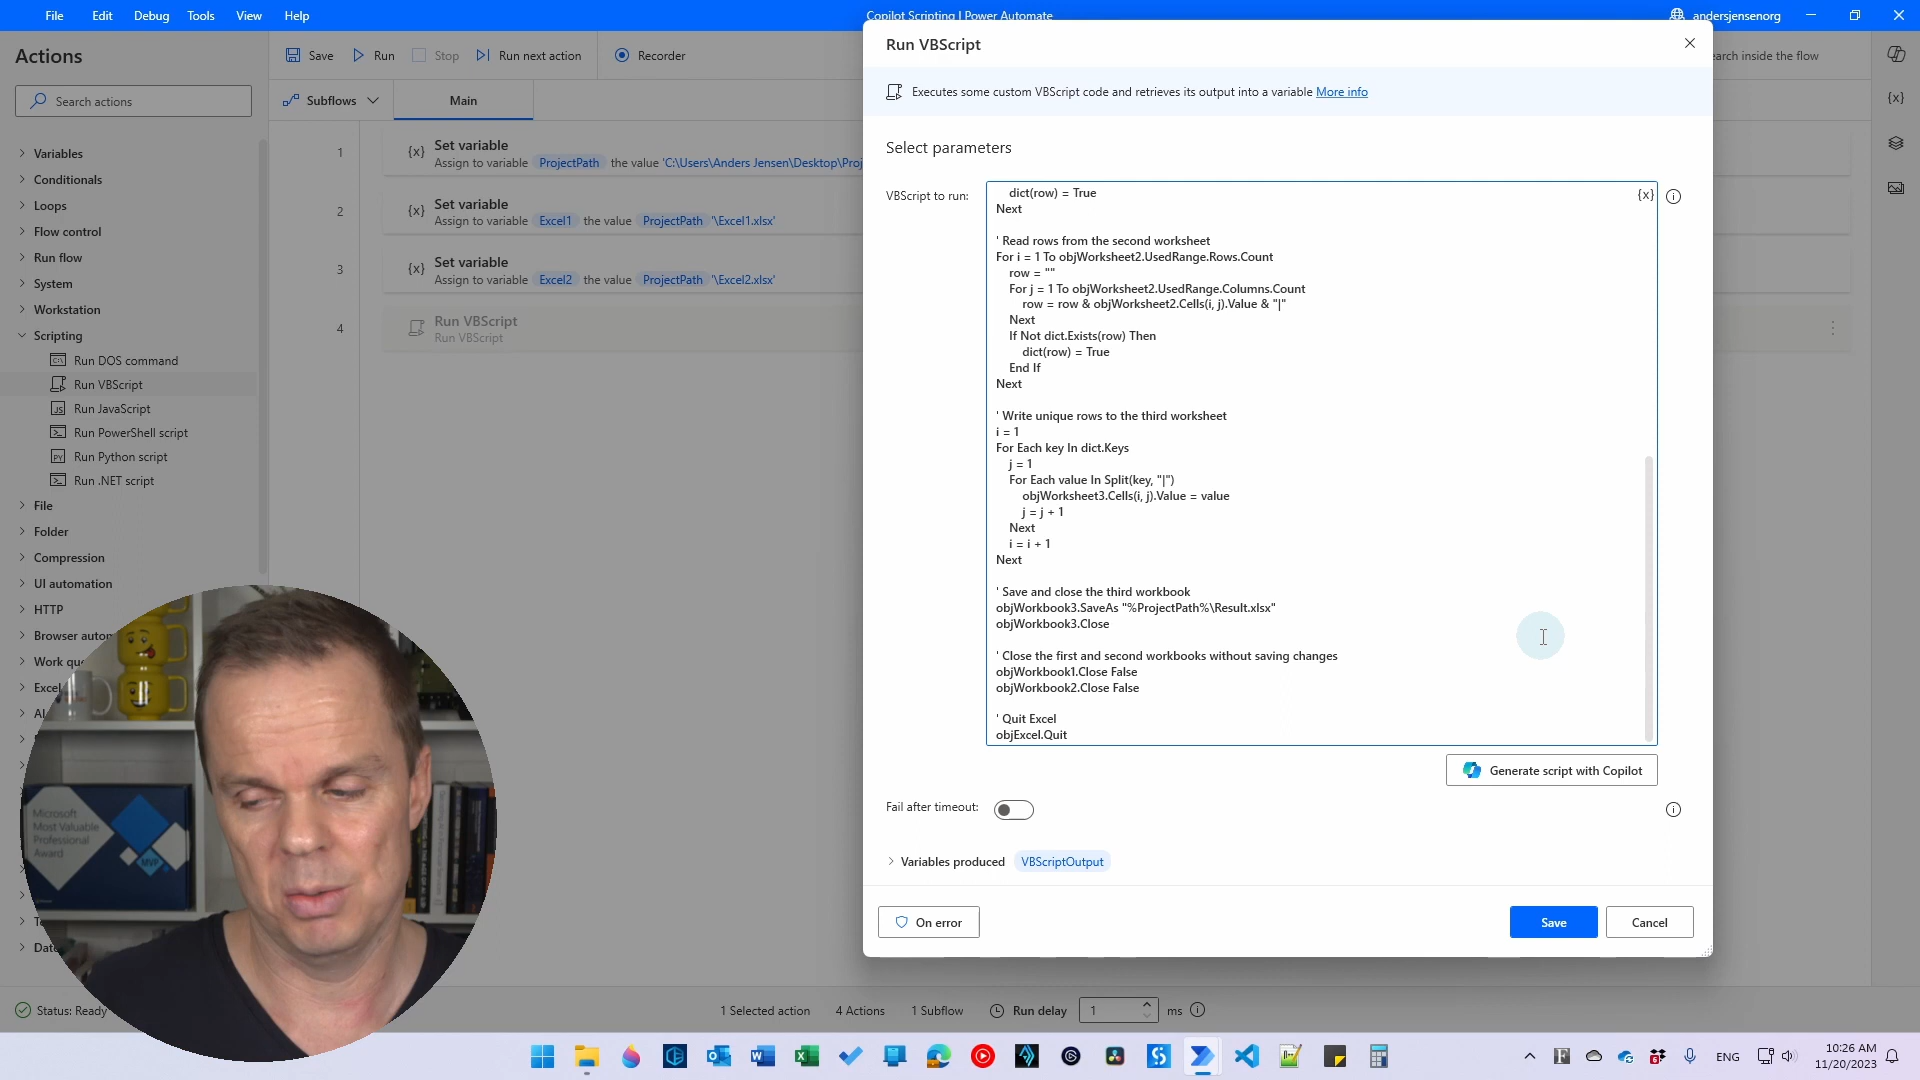 File Edit Debug Tools View Help
Copilot Scripting | Power Automate
andersjensenorg
Actions
Search actions
Variables
Conditionals
Loops
Flow control
Run flow
System
Workstation
Scripting
Run DOS command
Run VBScript
Run JavaScript
Run PowerShell script
Run Python script
Run .NET script
File
Folder
Compression
UI automation
HTTP
Browser autom
Work qu
Excel
AI
Date
Save Run Stop Run next action Recorder
earch inside the flow
Subflows Main
1 Set variable
Assign to variable ProjectPath the value 'C:\Users\Anders Jensen\Desktop\Proj
2 Set variable
Assign to variable Excel1 the value ProjectPath '\Excel1.xlsx'
3 Set variable
Assign to variable Excel2 the value ProjectPath '\Excel2.xlsx'
4 Run VBScript
Run VBScript
Run VBScript
Executes some custom VBScript code and retrieves its output into a variable More info
Select parameters
VBScript to run:
{x}
dict(row) = True
Next
' Read rows from the second worksheet
For i = 1 To objWorksheet2.UsedRange.Rows.Count
row = ""
For j = 1 To objWorksheet2.UsedRange.Columns.Count
row = row & objWorksheet2.Cells(i, j).Value & "|"
Next
If Not dict.Exists(row) Then
dict(row) = True
End If
Next
' Write unique rows to the third worksheet
i = 1
For Each key In dict.Keys
j = 1
For Each value In Split(key, "|")
objWorksheet3.Cells(i, j).Value = value
j = j + 1
Next
i = i + 1
Next
' Save and close the third workbook
objWorkbook3.SaveAs "%ProjectPath%\Result.xlsx"
objWorkbook3.Close
' Close the first and second workbooks without saving changes
objWorkbook1.Close False
objWorkbook2.Close False
' Quit Excel
objExcel.Quit
Generate script with Copilot
Fail after timeout:
Variables produced VBScriptOutput
On error
Save
Cancel
Microsoft
Most Valuable
Professional
Award
MVP
Status: Ready
1 Selected action 4 Actions 1 Subflow Run delay 1 ms
ENG
10:26 AM
11/20/2023